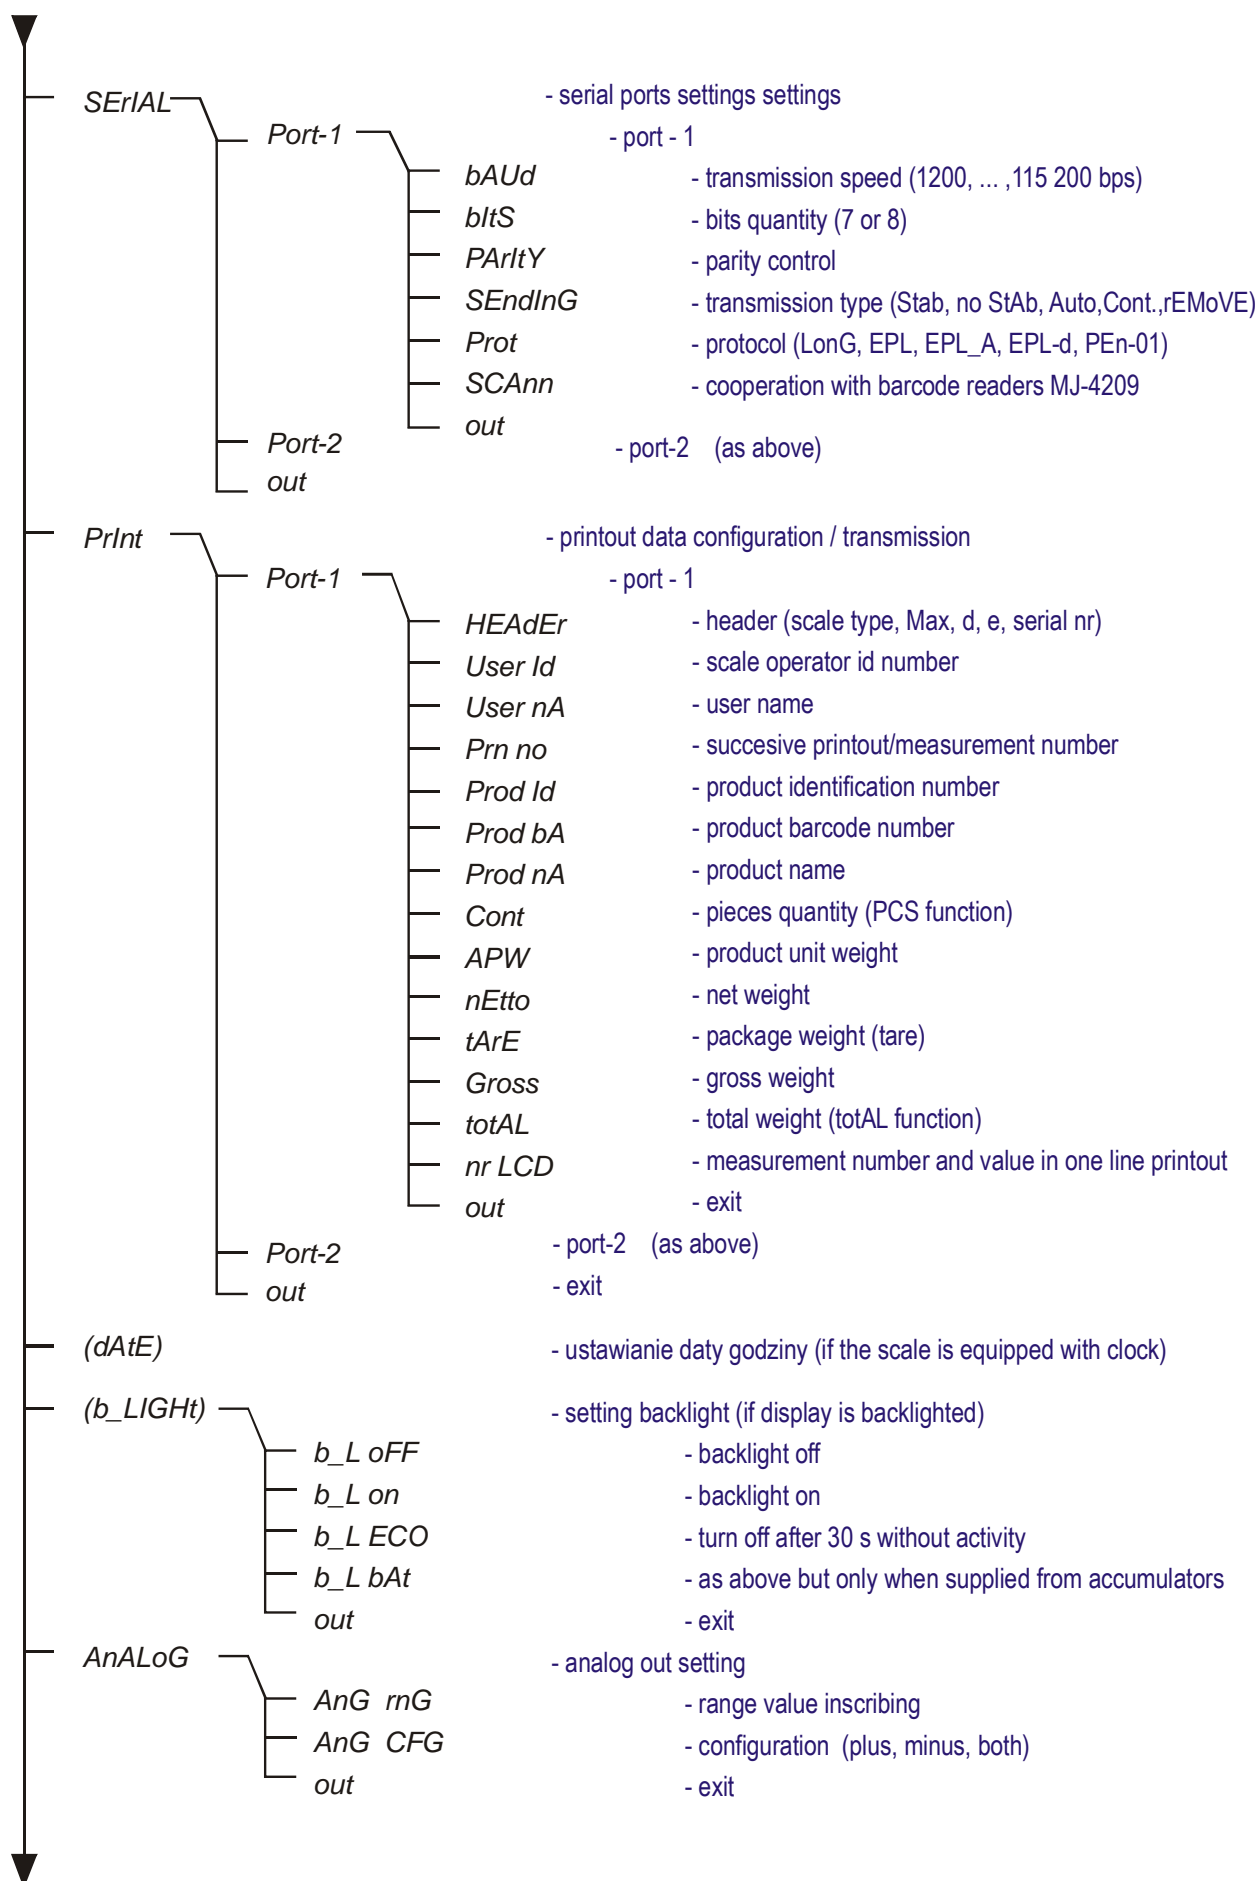 SErIAL - serial ports settings settings
Port-1 - port - 1
bAUd - transmission speed (1200, ... ,115 200 bps)
bItS - bits quantity (7 or 8)
PArItY - parity control
SEndInG - transmission type (Stab, no StAb, Auto,Cont.,rEMoVE)
Prot - protocol (LonG, EPL, EPL_A, EPL-d, PEn-01)
SCAnn - cooperation with barcode readers MJ-4209
out
Port-2 - port-2 (as above)
out
PrInt - printout data configuration / transmission
Port-1 - port - 1
HEAdEr - header (scale type, Max, d, e, serial nr)
User Id - scale operator id number
User nA - user name
Prn no - succesive printout/measurement number
Prod Id - product identification number
Prod bA - product barcode number
Prod nA - product name
Cont - pieces quantity (PCS function)
APW - product unit weight
nEtto - net weight
tArE - package weight (tare)
Gross - gross weight
totAL - total weight (totAL function)
nr LCD - measurement number and value in one line printout
out - exit
Port-2 - port-2 (as above)
out - exit
(dAtE) - ustawianie daty godziny (if the scale is equipped with clock)
(b_LIGHt) - setting backlight (if display is backlighted)
b_L oFF - backlight off
b_L on - backlight on
b_L ECO - turn off after 30 s without activity
b_L bAt - as above but only when supplied from accumulators
out - exit
AnALoG - analog out setting
AnG rnG - range value inscribing
AnG CFG - configuration (plus, minus, both)
out - exit